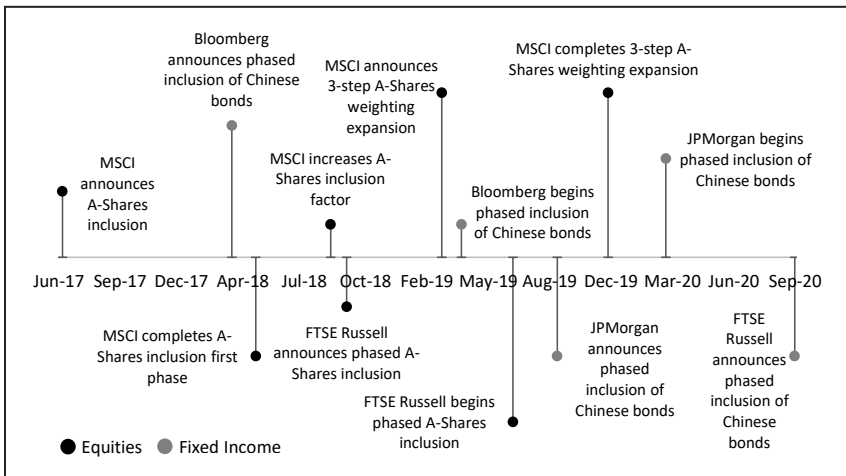 Bloomberg
announces phased
inclusion of Chinese
bonds
MSCI announces
3-step A-Shares
weighting
expansion
MSCI completes 3-step A-
Shares weighting expansion
MSCI
announces
A-Shares
inclusion
MSCI increases A-
Shares inclusion
factor
Bloomberg begins
phased inclusion
of Chinese bonds
JPMorgan begins
phased inclusion of
Chinese bonds
Jun-17 Sep-17 Dec-17 Apr-18 Jul-18 Oct-18 Feb-19 May-19 Aug-19 Dec-19 Mar-20 Jun-20 Sep-20
MSCI completes A-
Shares inclusion first
phase
FTSE Russell
announces phased A-
Shares inclusion
FTSE Russell begins
phased A-Shares
inclusion
JPMorgan
announces
phased
inclusion of
Chinese bonds
FTSE
Russell
announces
phased
inclusion of
Chinese
bonds
Equities Fixed Income